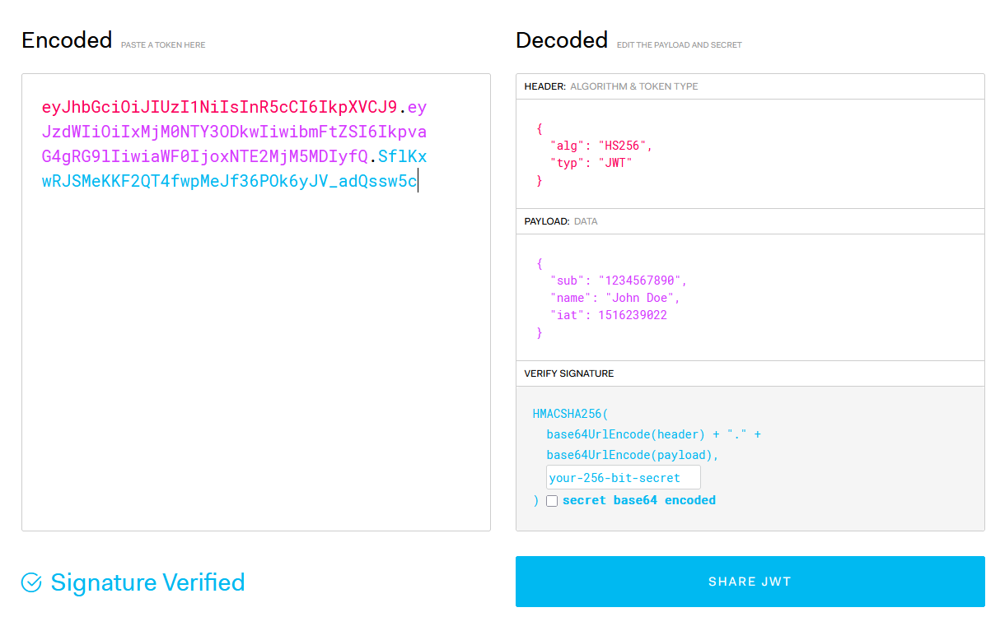 Encoded PASTE A TOKEN HERE
eyJhbGciOiJIUzI1NiIsInR5cCI6IkpXVCJ9.ey
JzdWIiOiIxMjM0NTY3ODkwIiwibmFtZSI6Ikpva
G4gRG9lIiwiaWF0IjoxNTE2MjM5MDIyfQ.SflKx
wRJSMeKKF2QT4fwpMeJf36POk6yJV_adQssw5c
Signature Verified
Decoded EDIT THE PAYLOAD AND SECRET
HEADER: ALGORITHM & TOKEN TYPE
{
"alg": "HS256",
"typ": "JWT"
}
PAYLOAD: DATA
{
"sub": "1234567890",
"name": "John Doe",
"iat": 1516239022
}
VERIFY SIGNATURE
HMACSHA256(
base64UrlEncode(header) + "." +
base64UrlEncode(payload),
your-256-bit-secret
) secret base64 encoded
SHARE JWT